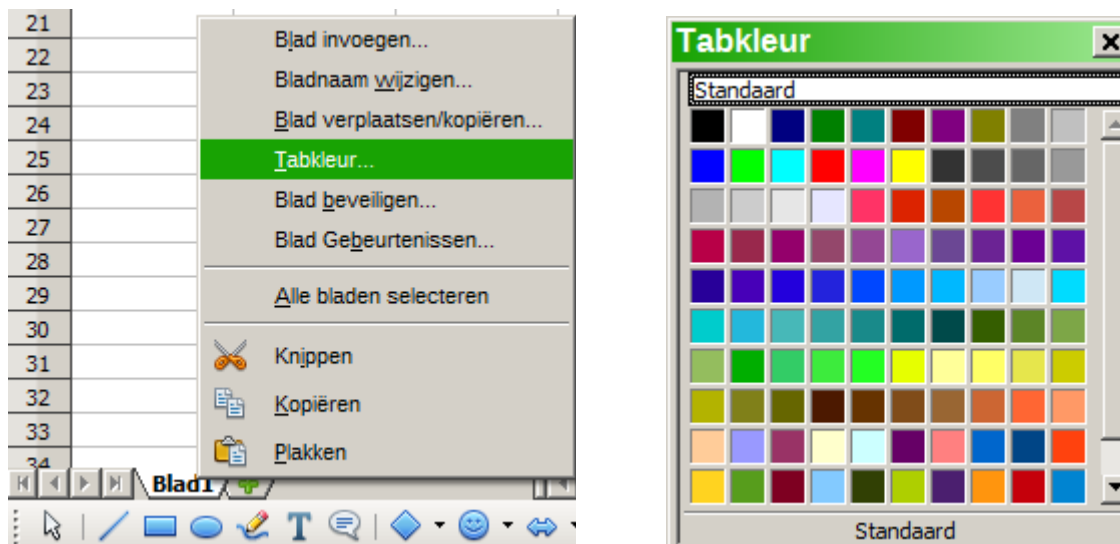 21
22
23
24
25
26
27
28
29
30
31
32
33
34
Blad invoegen...
Bladnaam wijzigen...
Blad verplaatsen/kopiëren...
Tabkleur...
Blad beveiligen...
Blad Gebeurtenissen...
Alle bladen selecteren
Knippen
Kopiëren
Plakken
Blad1
Tabkleur
Standaard
Standaard